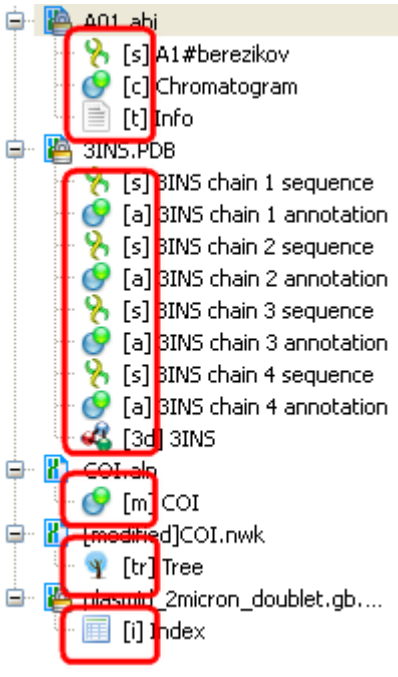 A01.abi
[s] A1#berezikov
[c] Chromatogram
[t] Info
3INS.PDB
[s] 3INS chain 1 sequence
[a] 3INS chain 1 annotation
[s] 3INS chain 2 sequence
[a] 3INS chain 2 annotation
[s] 3INS chain 3 sequence
[a] 3INS chain 3 annotation
[s] 3INS chain 4 sequence
[a] 3INS chain 4 annotation
[3d] 3INS
COI.aln
[m] COI
[modified]COI.nwk
[tr] Tree
plasmid_2micron_doublet.gb....
[i] Index